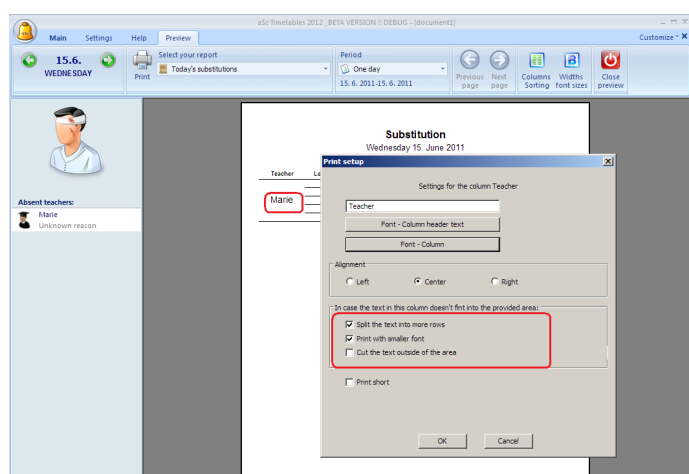 aSc Timetables 2012 _BETA VERSION !! DEBUG - [document1]
Main Settings Help Preview Customize
15.6.
WEDNESDAY
Print
Select your report
Today's substitutions
Period
One day
15. 6. 2011-15. 6. 2011
Previous page
Next page
Columns Sorting
Widths font sizes
Close preview
Absent teachers:
Marie
Unknown reason
Substitution
Wednesday 15. June 2011
Teacher Le
Marie
Print setup
Settings for the column Teacher
Teacher
Font - Column header text
Font - Column
Alignment
Left Center Right
In case the text in this column doesn't fint into the provided area:
Split the text into more rows
Print with smaller font
Cut the text outside of the area
Print short
OK Cancel